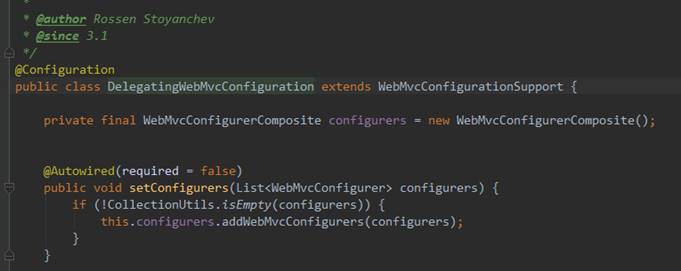 *
* @author Rossen Stoyanchev
* @since 3.1
*/
@Configuration
public class DelegatingWebMvcConfiguration extends WebMvcConfigurationSupport {
private final WebMvcConfigurerComposite configurers = new WebMvcConfigurerComposite();
@Autowired(required = false)
public void setConfigurers(List<WebMvcConfigurer> configurers) {
if (!CollectionUtils.isEmpty(configurers)) {
this.configurers.addWebMvcConfigurers(configurers);
}
}